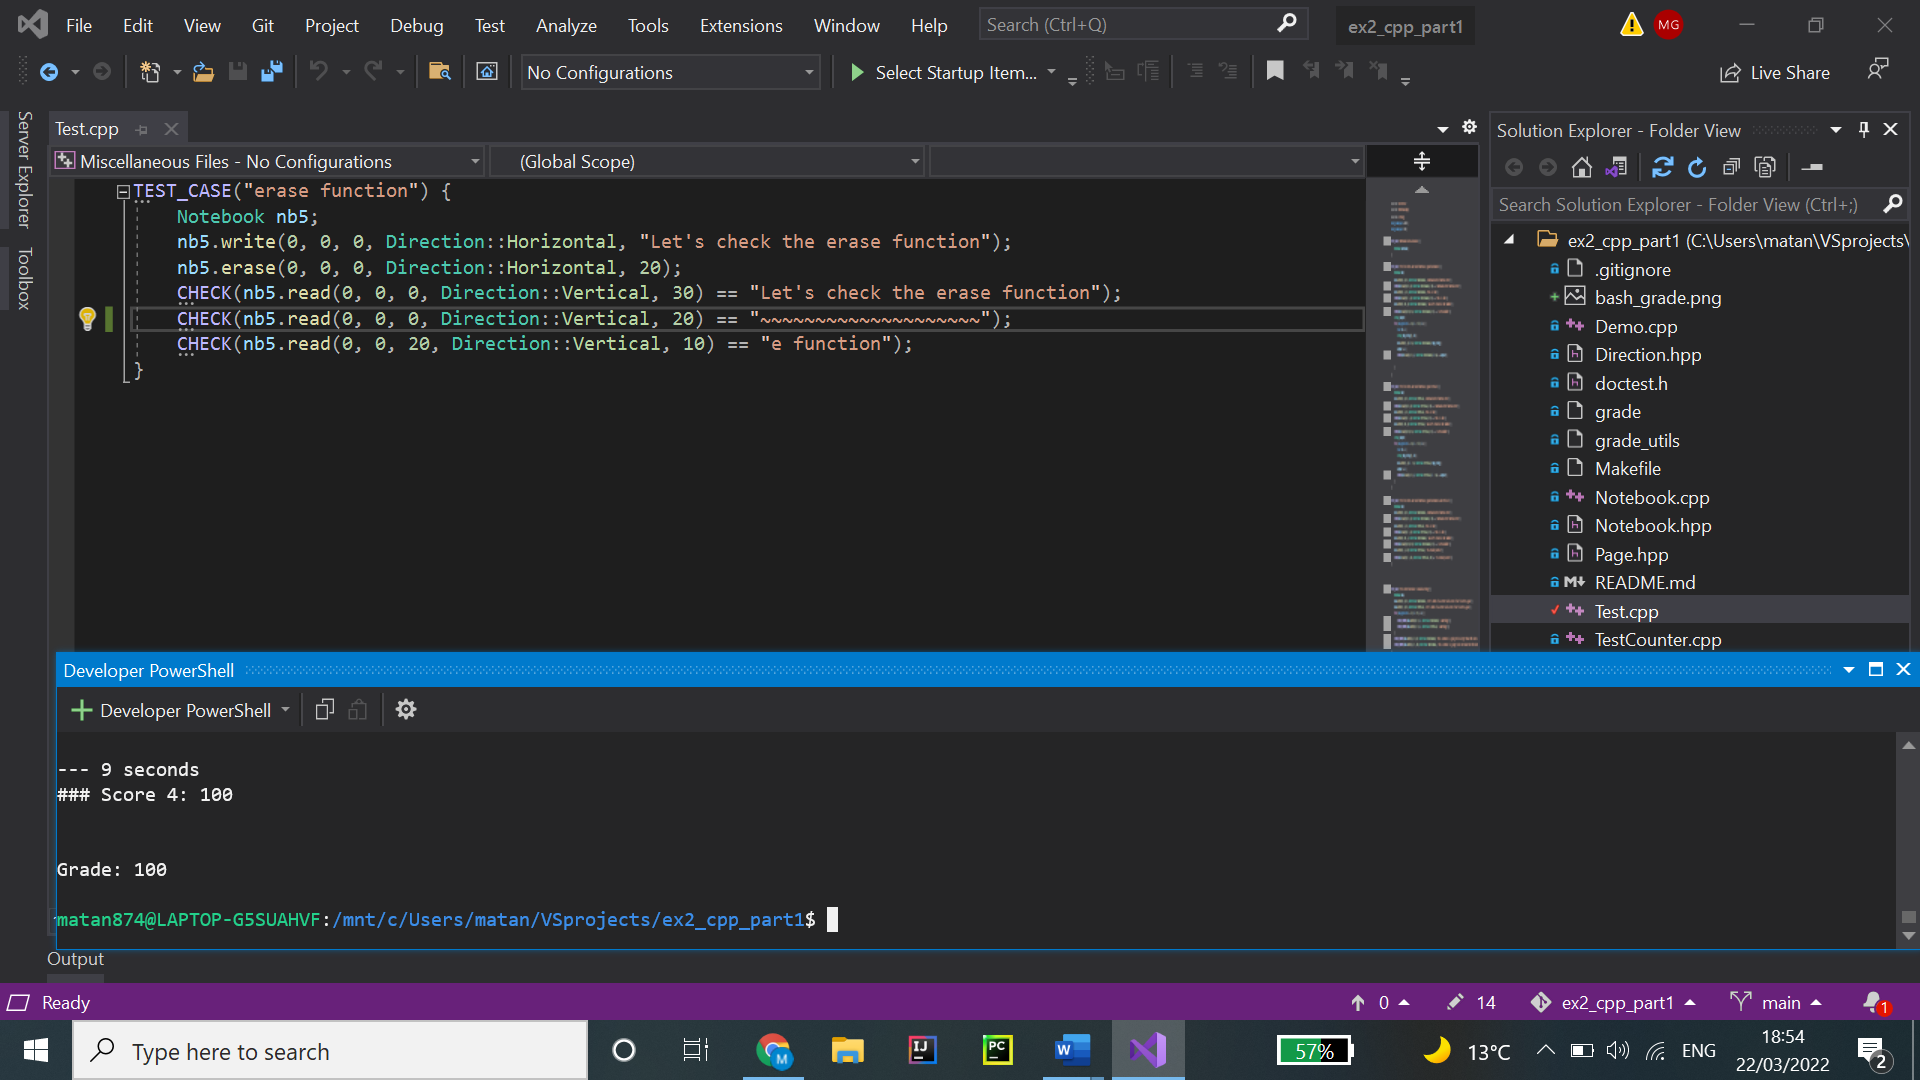 File Edit View Git Project Debug Test Analyze Tools Extensions Window Help Search (Ctrl+Q) ex2_cpp_part1 MG
No Configurations Select Startup Item... Live Share
Server Explorer
Toolbox
Test.cpp
Miscellaneous Files - No Configurations (Global Scope)
TEST_CASE("erase function") {
Notebook nb5;
nb5.write(0, 0, 0, Direction::Horizontal, "Let's check the erase function");
nb5.erase(0, 0, 0, Direction::Horizontal, 20);
CHECK(nb5.read(0, 0, 0, Direction::Vertical, 30) == "Let's check the erase function");
CHECK(nb5.read(0, 0, 0, Direction::Vertical, 20) == "~~~~~~~~~~~~~~~~~~~~");
CHECK(nb5.read(0, 0, 20, Direction::Vertical, 10) == "e function");
}
Solution Explorer - Folder View
Search Solution Explorer - Folder View (Ctrl+;)
ex2_cpp_part1 (C:\Users\matan\VSprojects\
.gitignore
bash_grade.png
Demo.cpp
Direction.hpp
doctest.h
grade
grade_utils
Makefile
Notebook.cpp
Notebook.hpp
Page.hpp
README.md
Test.cpp
TestCounter.cpp
Developer PowerShell
Developer PowerShell
--- 9 seconds
### Score 4: 100
Grade: 100
matan874@LAPTOP-G5SUAHVF:/mnt/c/Users/matan/VSprojects/ex2_cpp_part1$
Output
Ready 0 14 ex2_cpp_part1 main 1
Type here to search M IJ PC W 57% 13°C ENG 18:54
22/03/2022 2